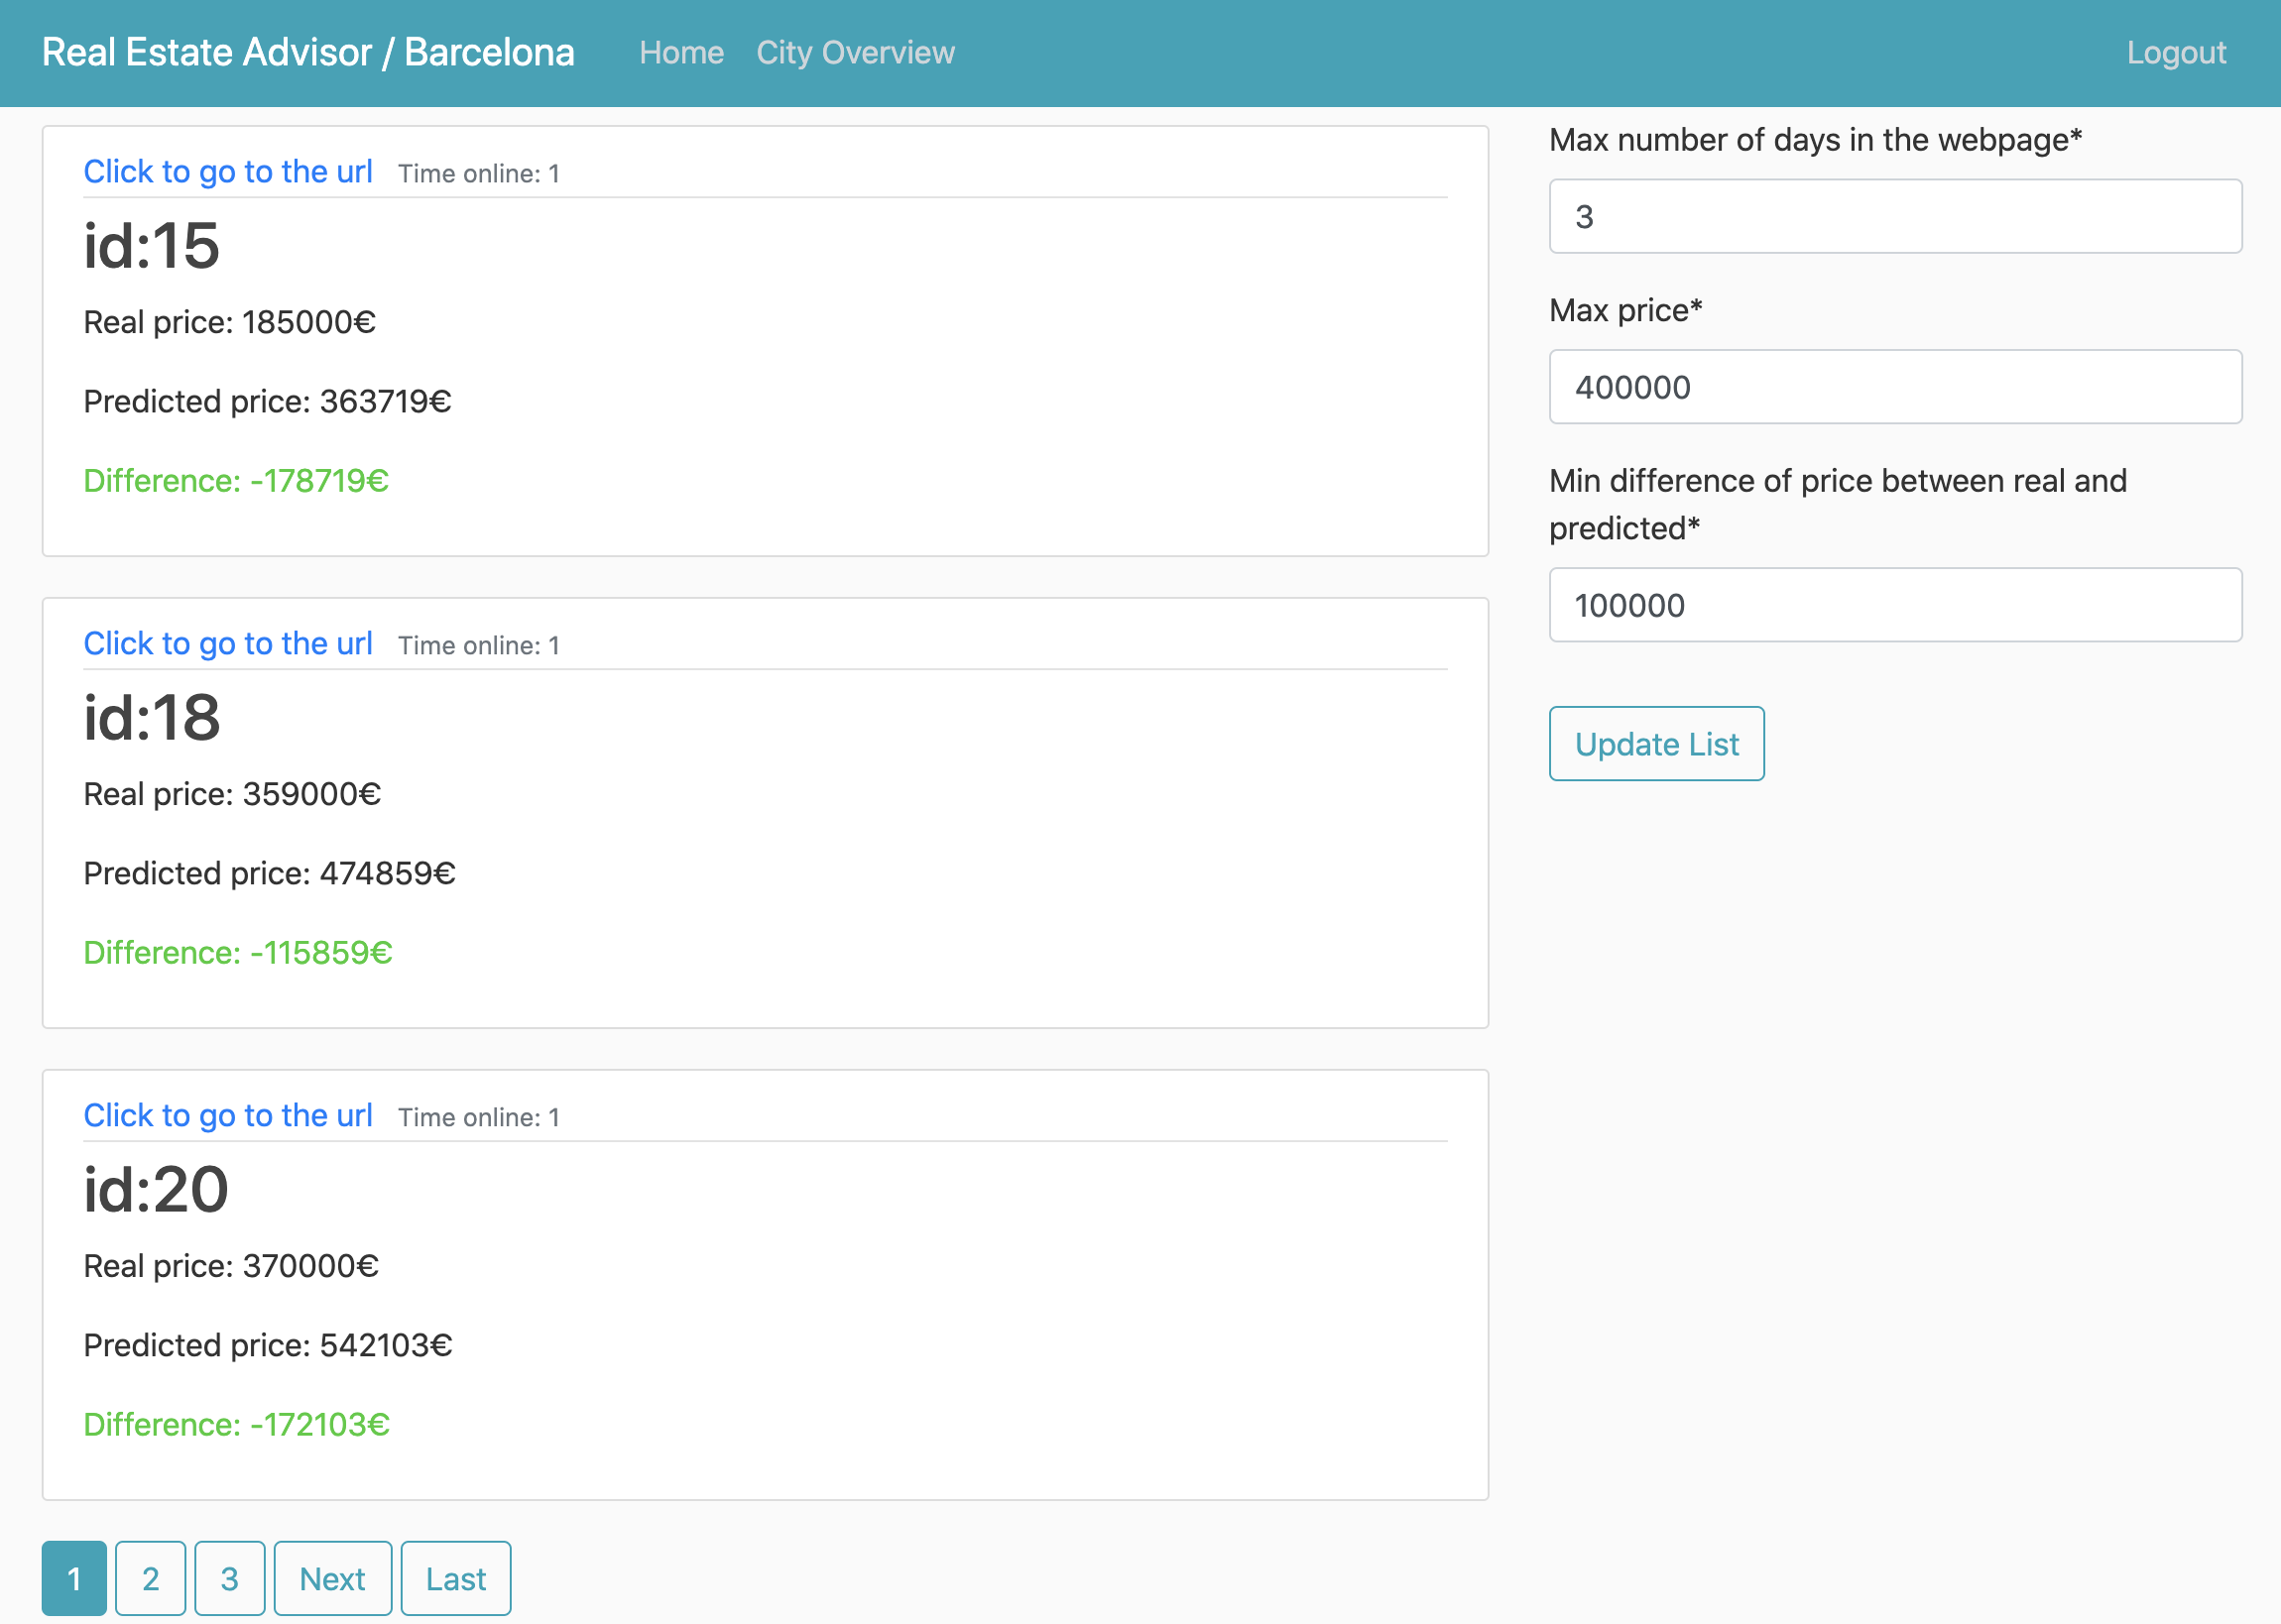 Real Estate Advisor / Barcelona Home City Overview Logout
Click to go to the url Time online: 1
id:15
Real price: 185000€
Predicted price: 363719€
Difference: -178719€
Click to go to the url Time online: 1
id:18
Real price: 359000€
Predicted price: 474859€
Difference: -115859€
Click to go to the url Time online: 1
id:20
Real price: 370000€
Predicted price: 542103€
Difference: -172103€
1 2 3 Next Last
Max number of days in the webpage*
3
Max price*
400000
Min difference of price between real and
predicted*
100000
Update List